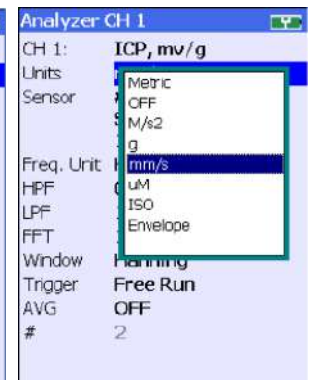 Analyzer CH 1
CH 1: ICP, mv/g
Units
Metric
OFF
M/s2
g
mm/s
uM
ISO
Envelope
Sensor
Freq. Unit
HPF
LPF
FFT
Window Hanning
Trigger Free Run
AVG OFF
# 2